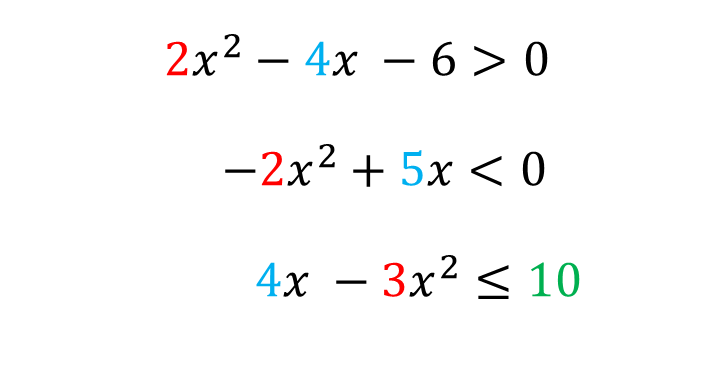 2x² − 4x − 6 > 0
−2x² + 5x < 0
4x − 3x² ≤ 10